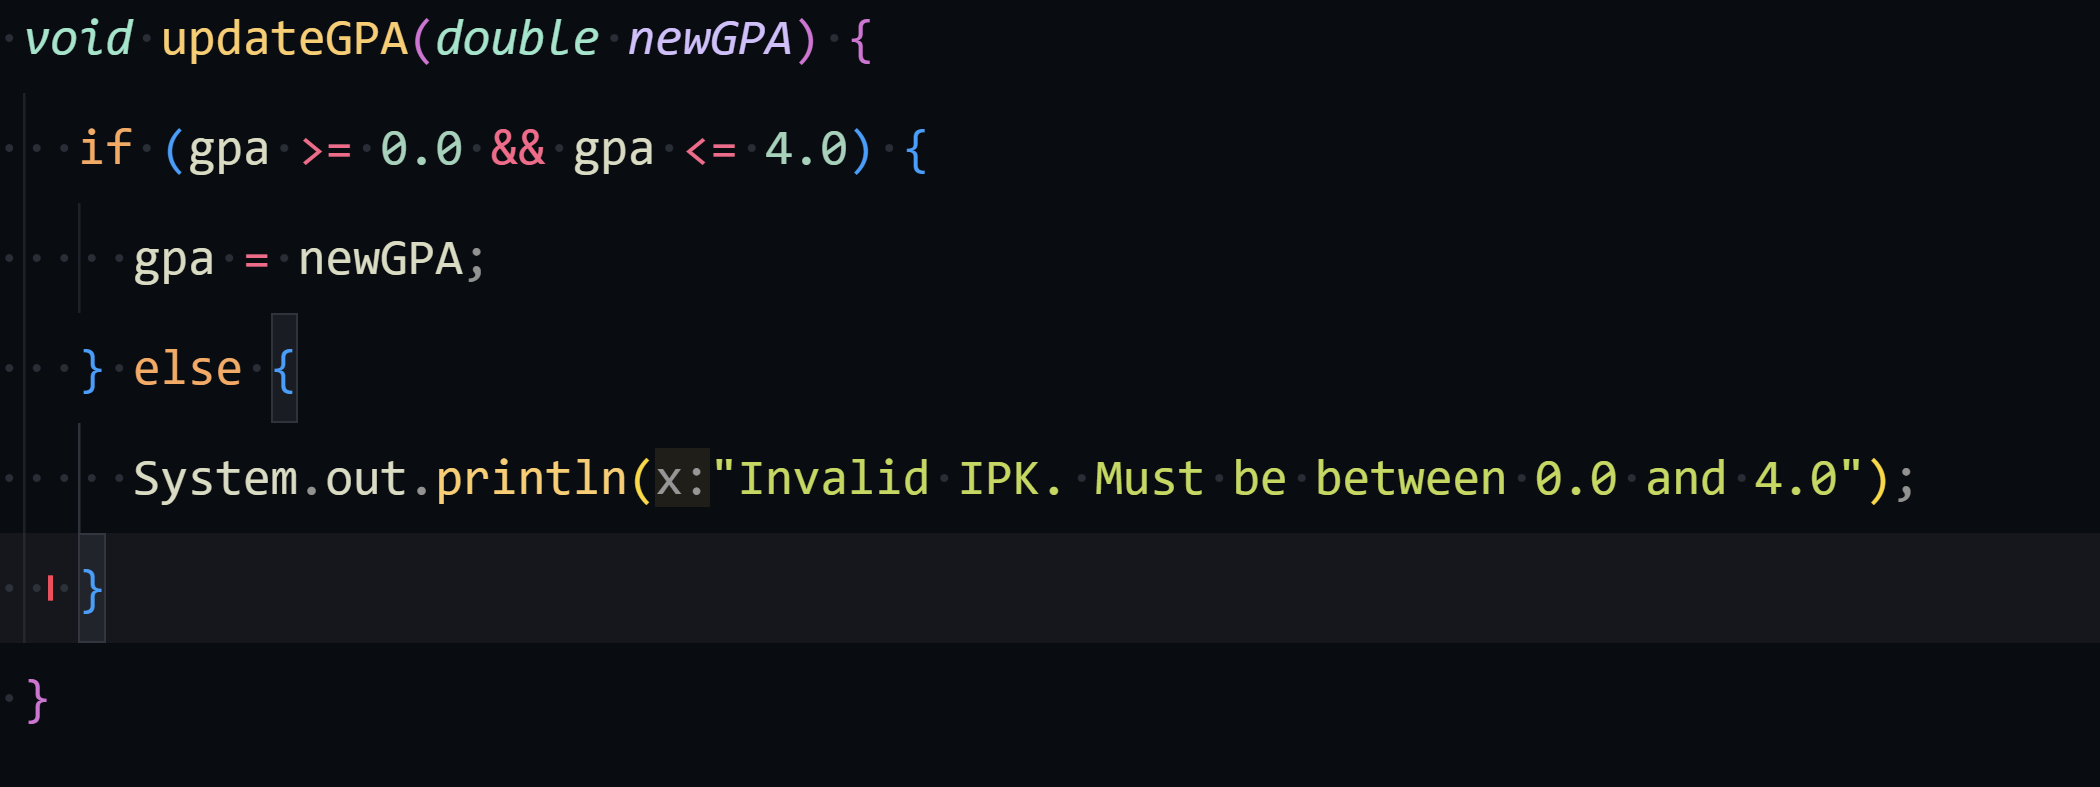 void updateGPA(double newGPA) {
if (gpa >= 0.0 && gpa <= 4.0) {
gpa = newGPA;
} else {
System.out.println(x:"Invalid IPK. Must be between 0.0 and 4.0");
}
}